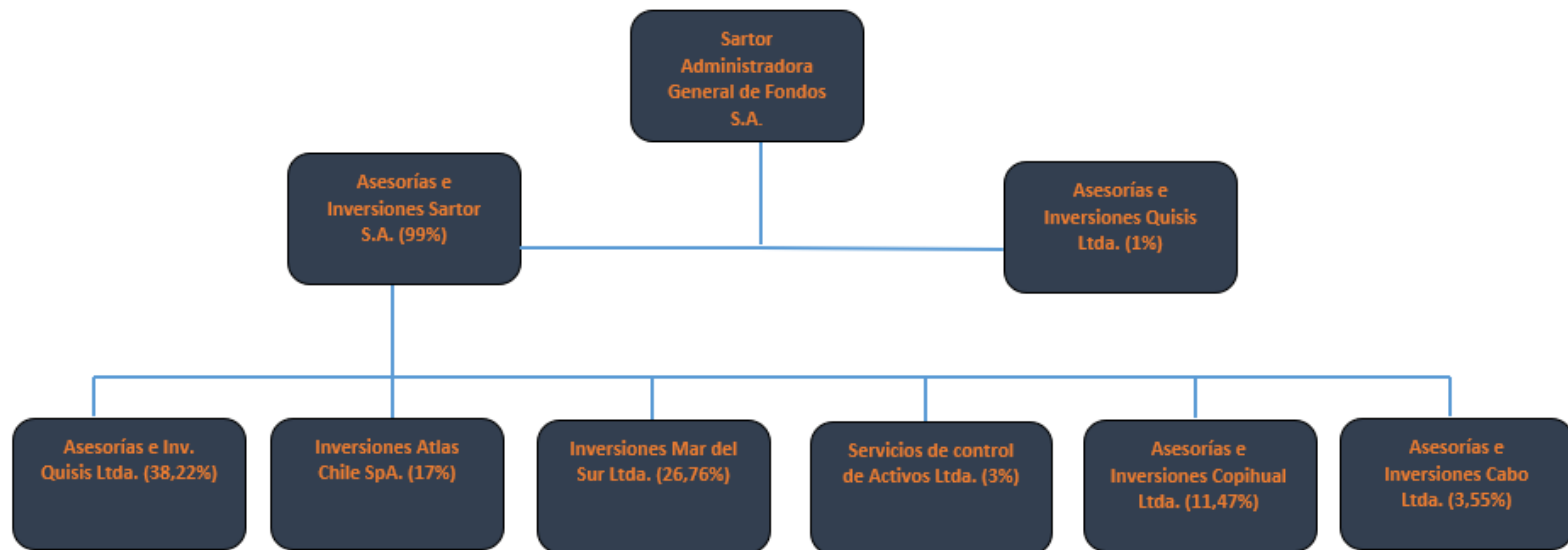 Sartor
Administradora
General de Fondos
S.A.
Asesorías e
Inversiones Sartor
S.A. (99%)
Asesorías e
Inversiones Quisis
Ltda. (1%)
Asesorías e Inv.
Quisis Ltda. (38,22%)
Inversiones Atlas
Chile SpA. (17%)
Inversiones Mar del
Sur Ltda. (26,76%)
Servicios de control
de Activos Ltda. (3%)
Asesorías e
Inversiones Copihual
Ltda. (11,47%)
Asesorías e
Inversiones Cabo
Ltda. (3,55%)